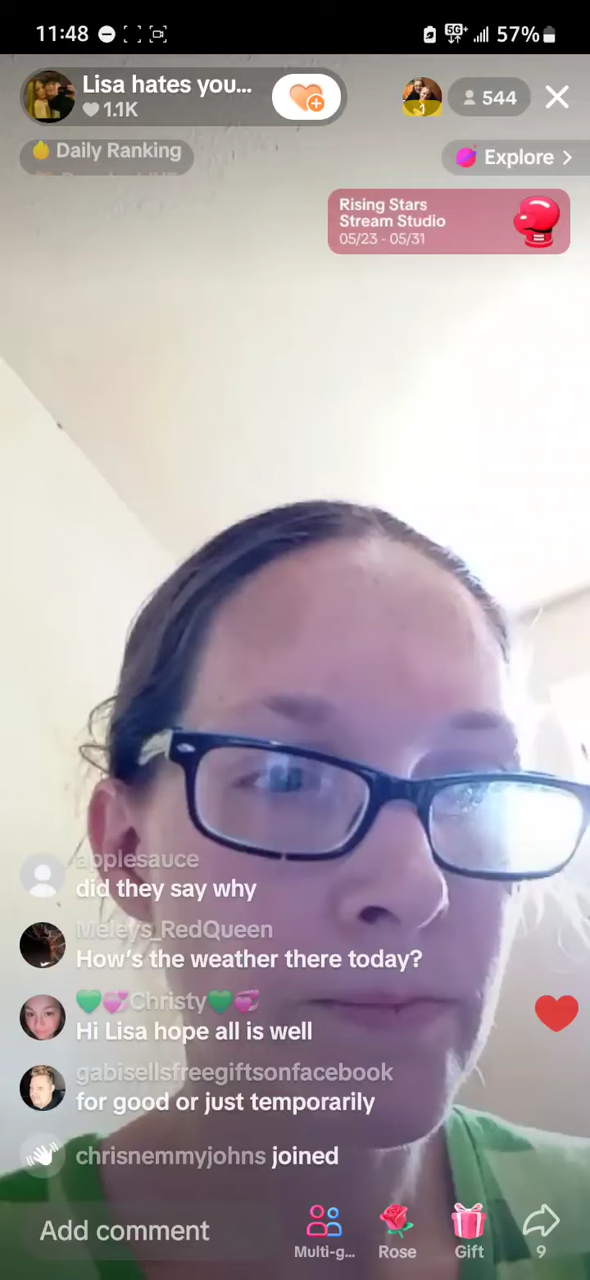 11:48
5G+
57%
Lisa hates you...
1.1K
544
Daily Ranking
Explore >
Rising Stars
Stream Studio
05/23 - 05/31
applesauce
did they say why
Meleys_RedQueen
How's the weather there today?
💚💞Christy💚💞
Hi Lisa hope all is well
gabisellsfreegiftsonfacebook
for good or just temporarily
chrisnemmyjohns joined
Add comment
Multi-g...
Rose
Gift
9